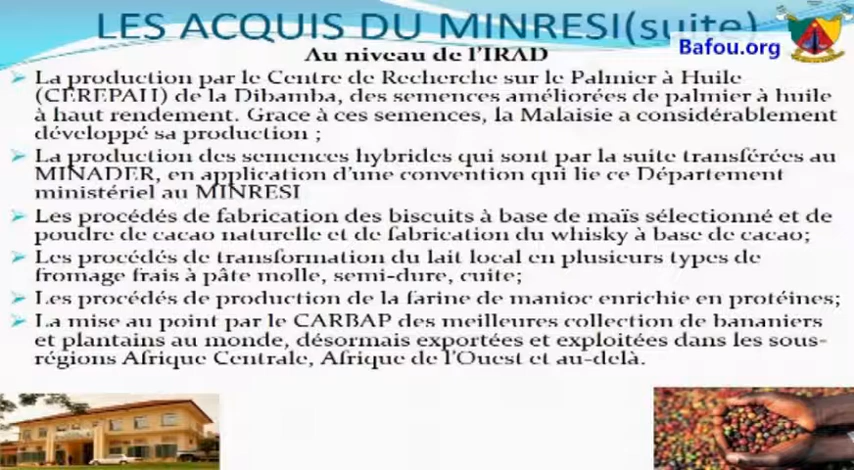 LES ACQUIS DU MINRESI(suite)
Bafou.org
Au niveau de l'IRAD
➤ La production par le Centre de Recherche sur le Palmier à Huile
(CEREPAH) de la Dibamba, des semences améliorées de palmier à huile
à haut rendement. Grace à ces semences, la Malaisie a considérablement
développé sa production ;
➤ La production des semences hybrides qui sont par la suite transférées au
MINADER, en application d'une convention qui lie ce Département
ministériel au MINRESI
➤ Les procédés de fabrication des biscuits à base de maïs sélectionné et de
poudre de cacao naturelle et de fabrication du whisky à base de cacao;
➤ Les procédés de transformation du lait local en plusieurs types de
fromage frais à pâte molle, semi-dure, cuite;
➤ Les procédés de production de la farine de manioc enrichie en protéines;
➤ La mise au point par le CARBAP des meilleures collection de bananiers
et plantains au monde, désormais exportées et exploitées dans les sous-
régions Afrique Centrale, Afrique de l'Ouest et au-delà.